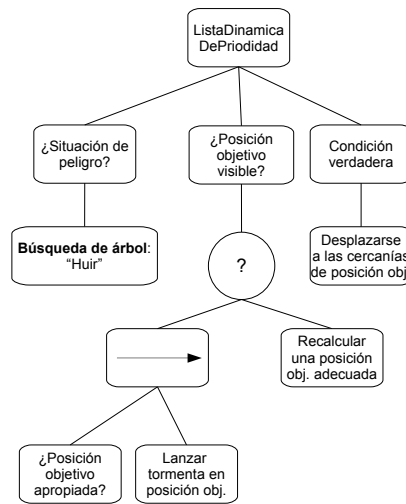 ListaDinamica
DePriodidad
¿Situación de
peligro?
¿Posición
objetivo
visible?
Condición
verdadera
Búsqueda de árbol:
“Huir”
?
Desplazarse
a las cercanías
de posición obj.
Recalcular
una posición
obj. adecuada
¿Posición
objetivo
apropiada?
Lanzar
tormenta en
posición obj.